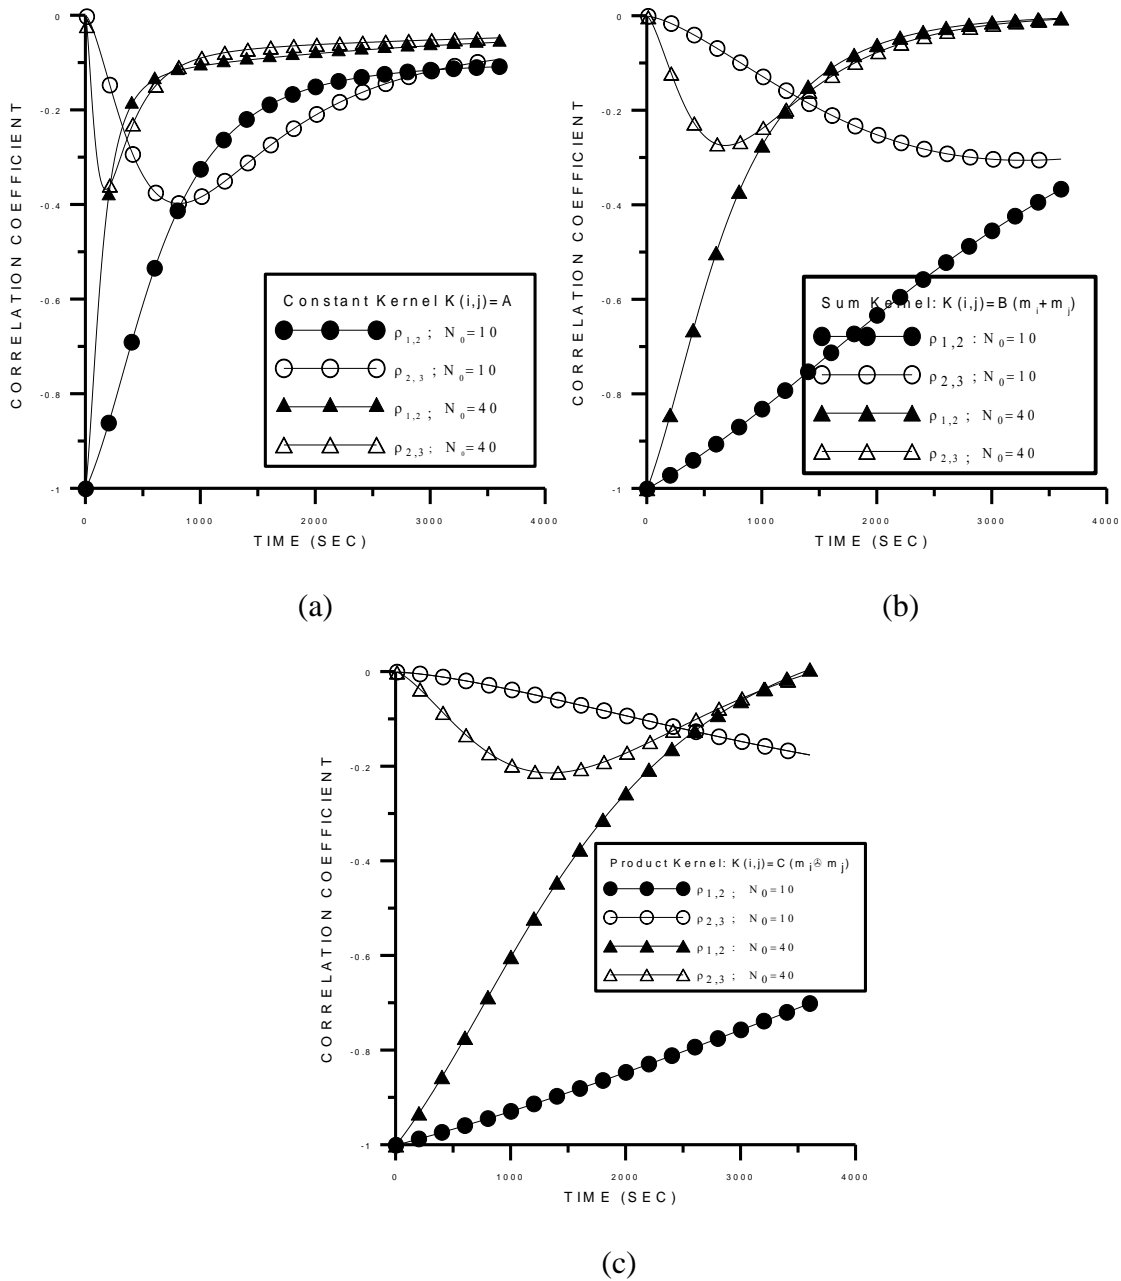 0
-0.2
-0.4
-0.6
-0.8
-1
CORRELATION COEFFICIENT
Constant Kernel K(i,j)=A
ρ1,2 ; N0=10
ρ2,3 ; N0=10
ρ1,2 ; N0=40
ρ2,3 ; N0=40
0 1000 2000 3000 4000
TIME (SEC)
(a)
0
-0.2
-0.4
-0.6
-0.8
-1
CORRELATION COEFFICIENT
Sum Kernel: K(i,j)=B(mi+mj)
ρ1,2 : N0=10
ρ2,3 ; N0=10
ρ1,2 ; N0=40
ρ2,3 ; N0=40
0 1000 2000 3000 4000
TIME (SEC)
(b)
0
-0.2
-0.4
-0.6
-0.8
-1
CORRELATION COEFFICIENT
Product Kernel: K(i,j)=C(mi⊗mj)
ρ1,2 ; N0=10
ρ2,3 ; N0=10
ρ1,2 : N0=40
ρ2,3 ; N0=40
0 1000 2000 3000 4000
TIME (SEC)
(c)